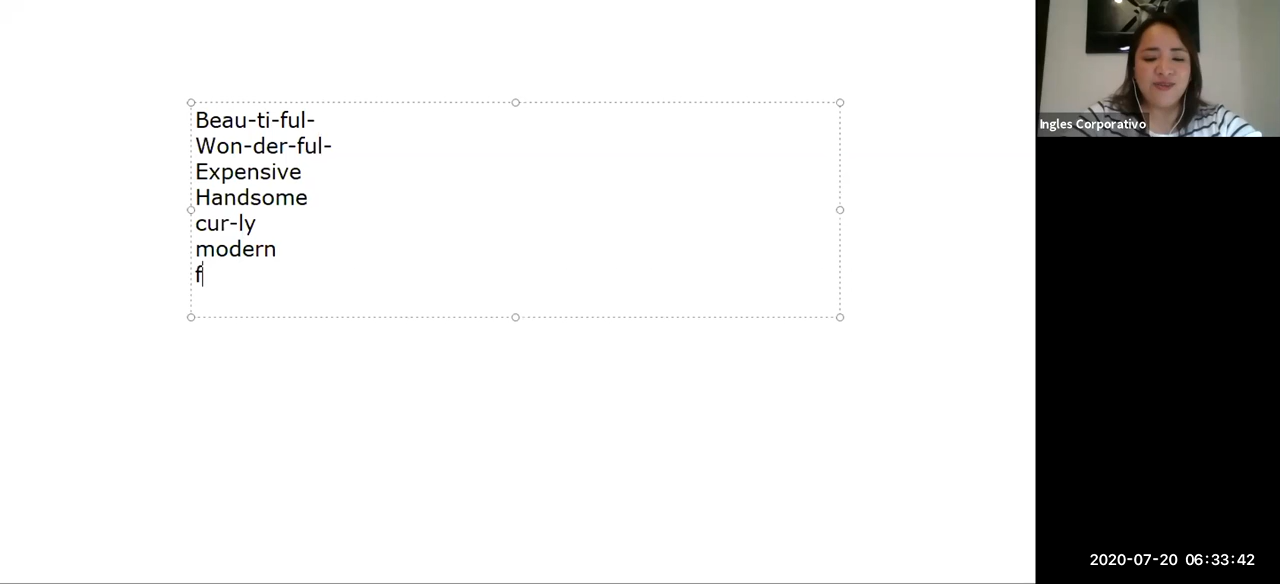 Beau-ti-ful-
Won-der-ful-
Expensive
Handsome
cur-ly
modern
f
Ingles Corporativo
2020-07-20 06:33:42